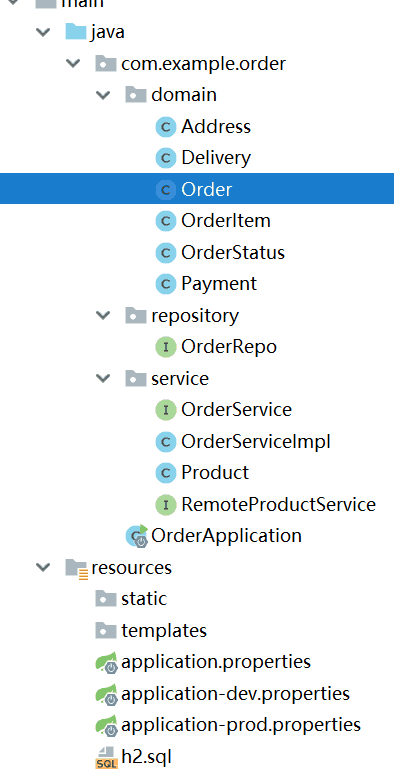 main
java
com.example.order
domain
C Address
C Delivery
C Order
C OrderItem
C OrderStatus
C Payment
repository
I OrderRepo
service
I OrderService
C OrderServiceImpl
C Product
I RemoteProductService
C OrderApplication
resources
static
templates
application.properties
application-dev.properties
application-prod.properties
SQL h2.sql